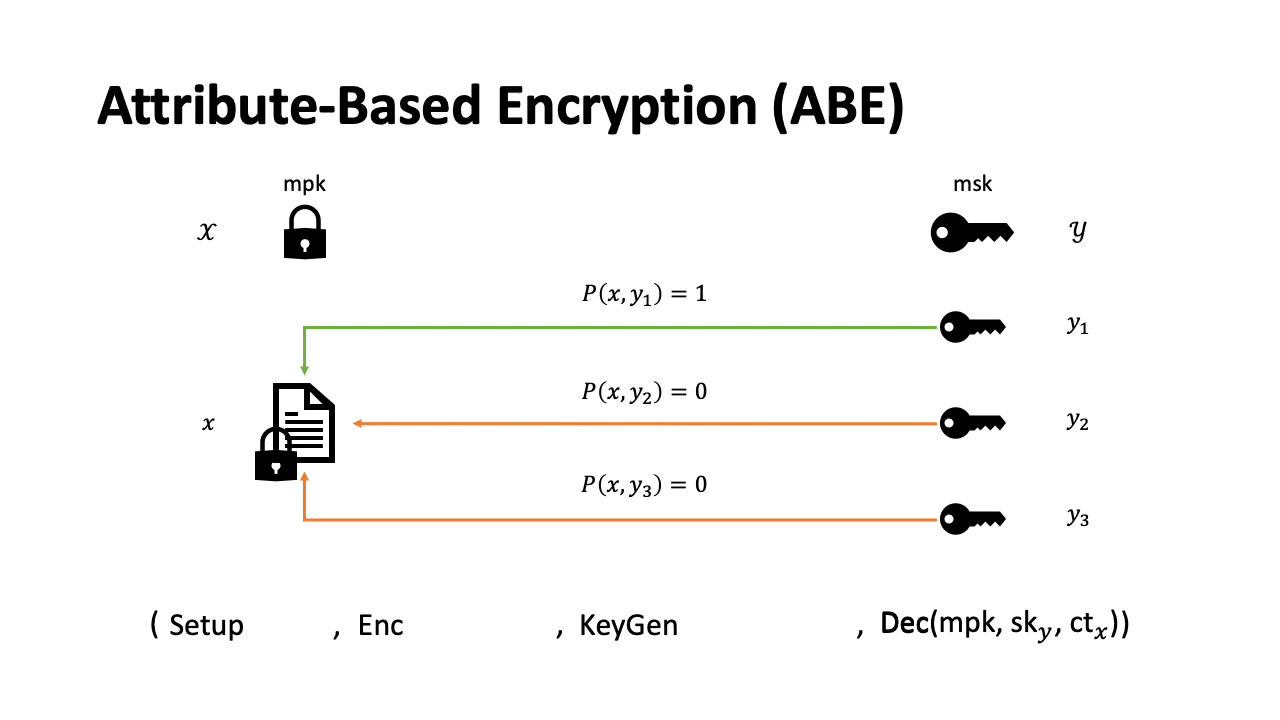 Attribute-Based Encryption (ABE)
mpk msk
𝒳 𝒴
P(x, y₁) = 1
y₁
P(x, y₂) = 0
x y₂
P(x, y₃) = 0
y₃
( Setup , Enc , KeyGen , Dec(mpk, sk_y, ct_x))